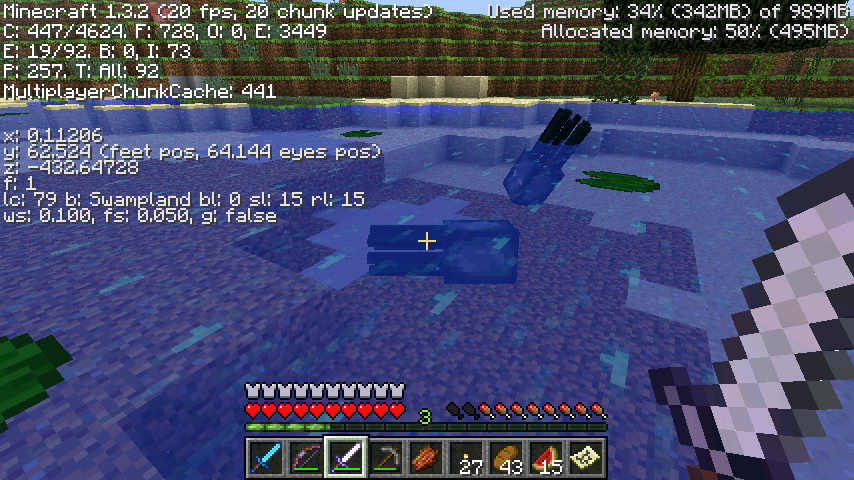 Minecraft 1.3.2 (20 fps, 20 chunk updates)
Used memory: 34% (342MB) of 989MB
C: 447/4624. F: 728, O: 0, E: 3449
Allocated memory: 50% (495MB)
E: 19/92, B: 0, I: 73
P: 257. T: All: 92
MultiplayerChunkCache: 441
x: 0.11206
y: 62.524 (feet pos, 64.144 eyes pos)
z: -432.64728
f: 1
lc: 79 b: Swampland bl: 0 sl: 15 rl: 15
ws: 0.100, fs: 0.050, g: false
3
27
43
15